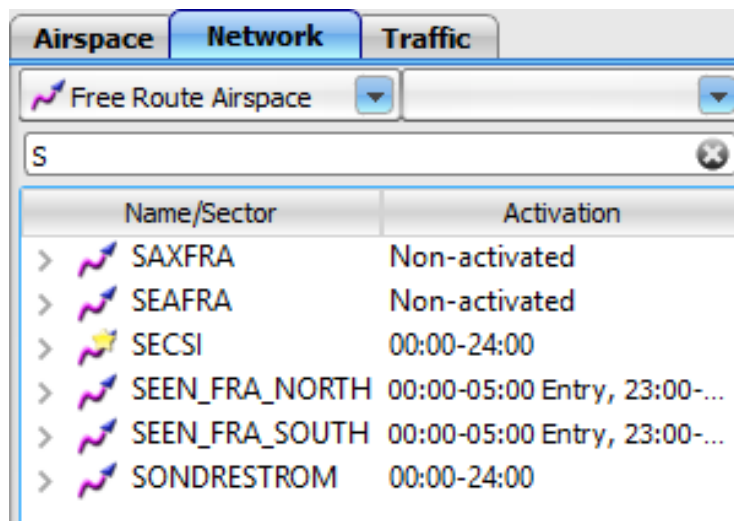 Airspace Network Traffic
Free Route Airspace
S
Name/Sector Activation
SAXFRA Non-activated
SEAFRA Non-activated
SECSI 00:00-24:00
SEEN_FRA_NORTH 00:00-05:00 Entry, 23:00-...
SEEN_FRA_SOUTH 00:00-05:00 Entry, 23:00-...
SONDRESTROM 00:00-24:00